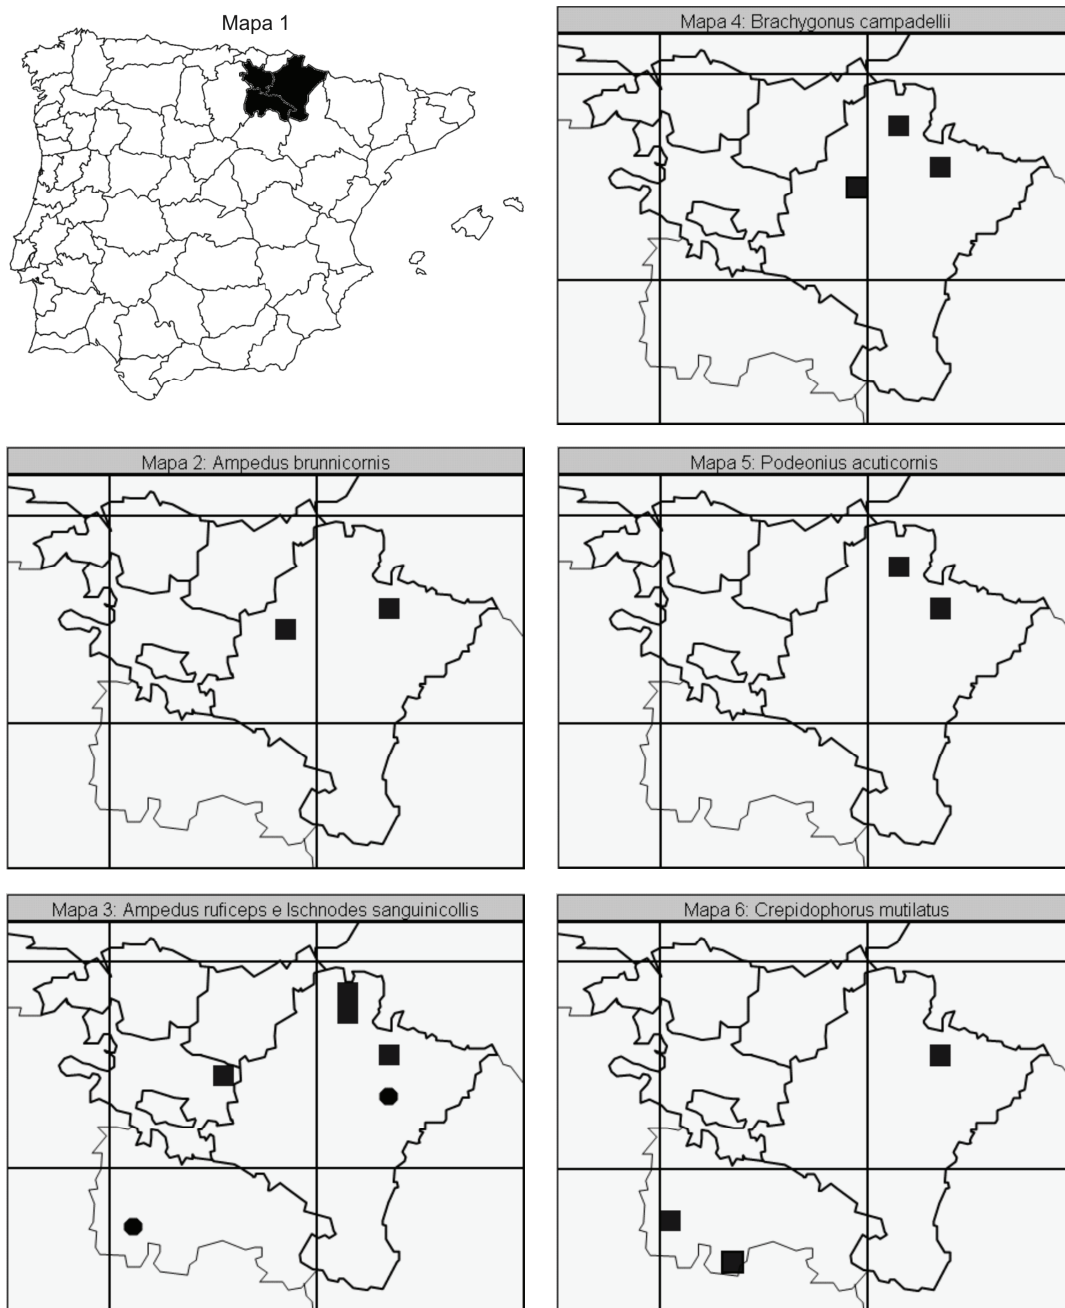 Mapa 1
Mapa 4: Brachygonus campadellii
Mapa 2: Ampedus brunnicornis
Mapa 5: Podeonius acuticornis
Mapa 3: Ampedus ruficeps e Ischnodes sanguinicollis
Mapa 6: Crepidophorus mutilatus